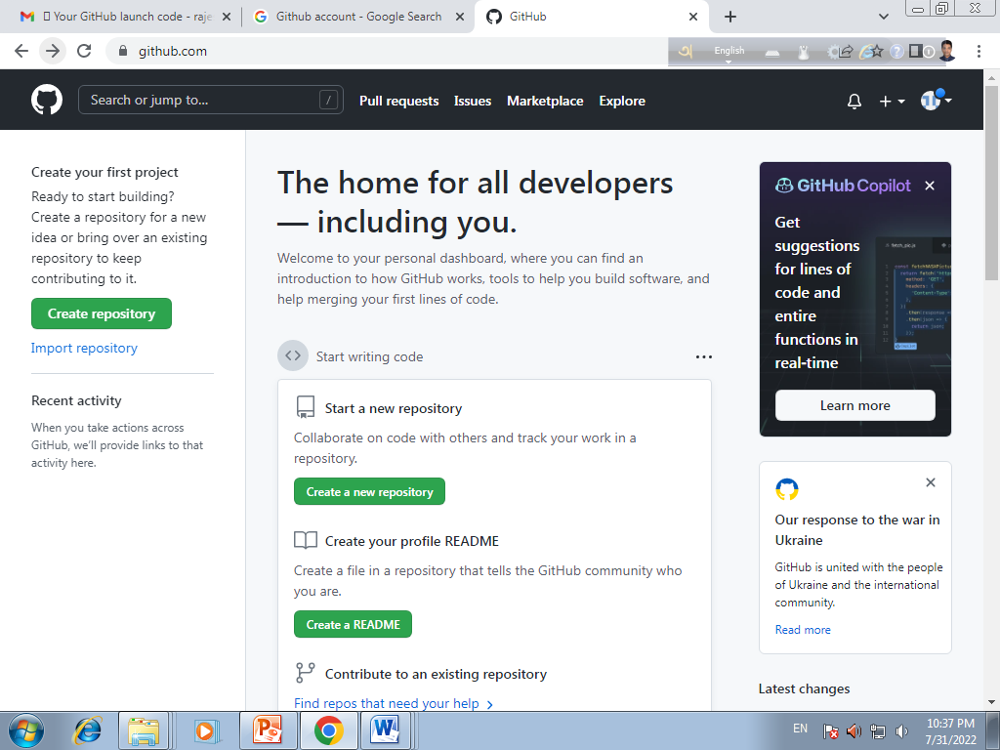 Your GitHub launch code - raje
Github account - Google Search
GitHub
github.com
English
Search or jump to...
/
Pull requests
Issues
Marketplace
Explore
Create your first project
Ready to start building?
Create a repository for a new
idea or bring over an existing
repository to keep
contributing to it.
Create repository
Import repository
Recent activity
When you take actions across
GitHub, we'll provide links to that
activity here.
The home for all developers
— including you.
Welcome to your personal dashboard, where you can find an
introduction to how GitHub works, tools to help you build software, and
help merging your first lines of code.
Start writing code
Start a new repository
Collaborate on code with others and track your work in a
repository.
Create a new repository
Create your profile README
Create a file in a repository that tells the GitHub community who
you are.
Create a README
Contribute to an existing repository
Find repos that need your help
GitHub Copilot
Get
suggestions
for lines of
code and
entire
functions in
real-time
Learn more
Our response to the war in
Ukraine
GitHub is united with the people
of Ukraine and the international
community.
Read more
Latest changes
EN
10:37 PM
7/31/2022